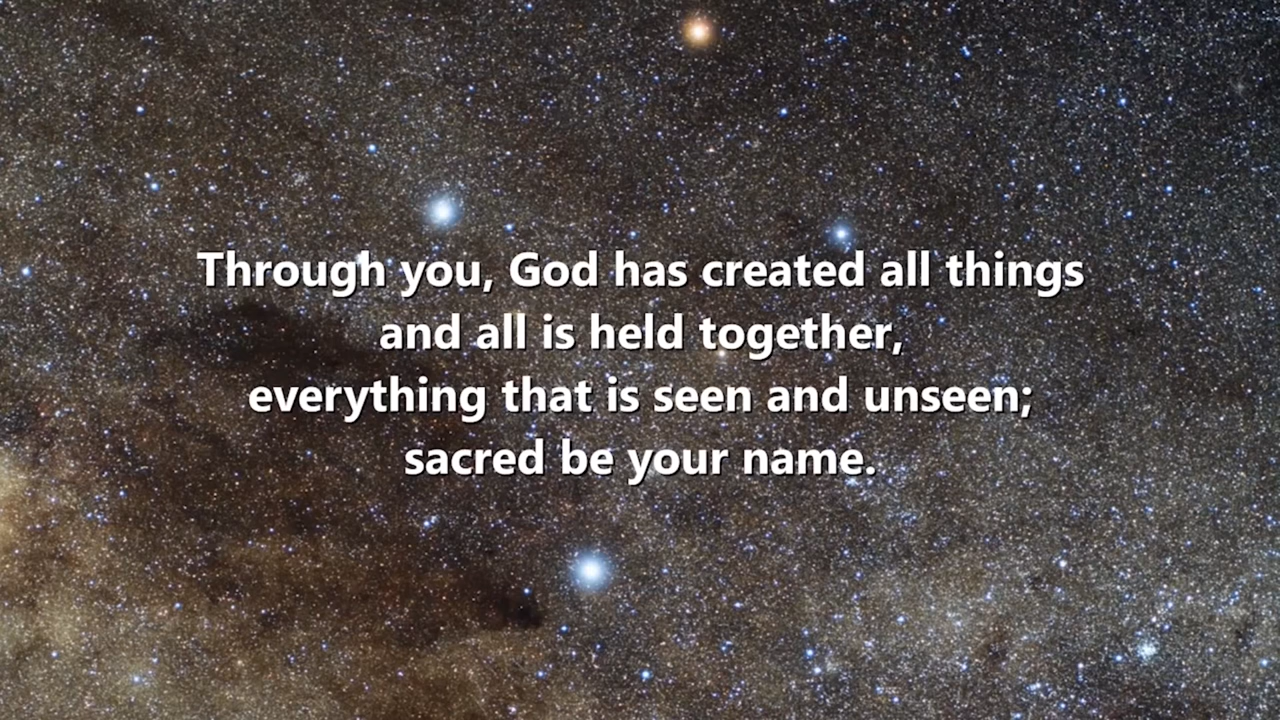 Through you, God has created all things
and all is held together,
everything that is seen and unseen;
sacred be your name.